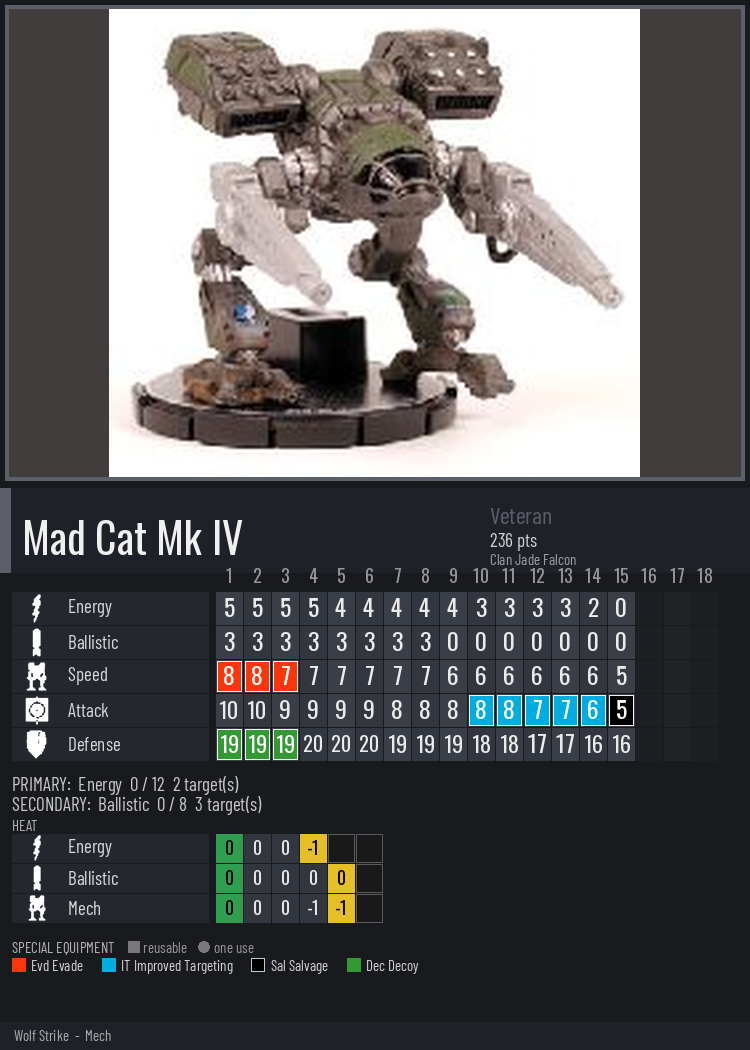 Mad Cat Mk IV
Veteran
236 pts
Clan Jade Falcon
1 2 3 4 5 6 7 8 9 10 11 12 13 14 15 16 17 18
Energy 5 5 5 5 4 4 4 4 4 3 3 3 3 2 0
Ballistic 3 3 3 3 3 3 3 3 0 0 0 0 0 0 0
Speed 8 8 7 7 7 7 7 7 6 6 6 6 6 6 5
Attack 10 10 9 9 9 9 8 8 8 8 8 7 7 6 5
Defense 19 19 19 20 20 20 19 19 19 18 18 17 17 16 16
PRIMARY: Energy 0 / 12 2 target(s)
SECONDARY: Ballistic 0 / 8 3 target(s)
HEAT
Energy 0 0 0 -1
Ballistic 0 0 0 0 0
Mech 0 0 0 -1 -1
SPECIAL EQUIPMENT reusable one use
Evd Evade IT Improved Targeting Sal Salvage Dec Decoy
Wolf Strike - Mech